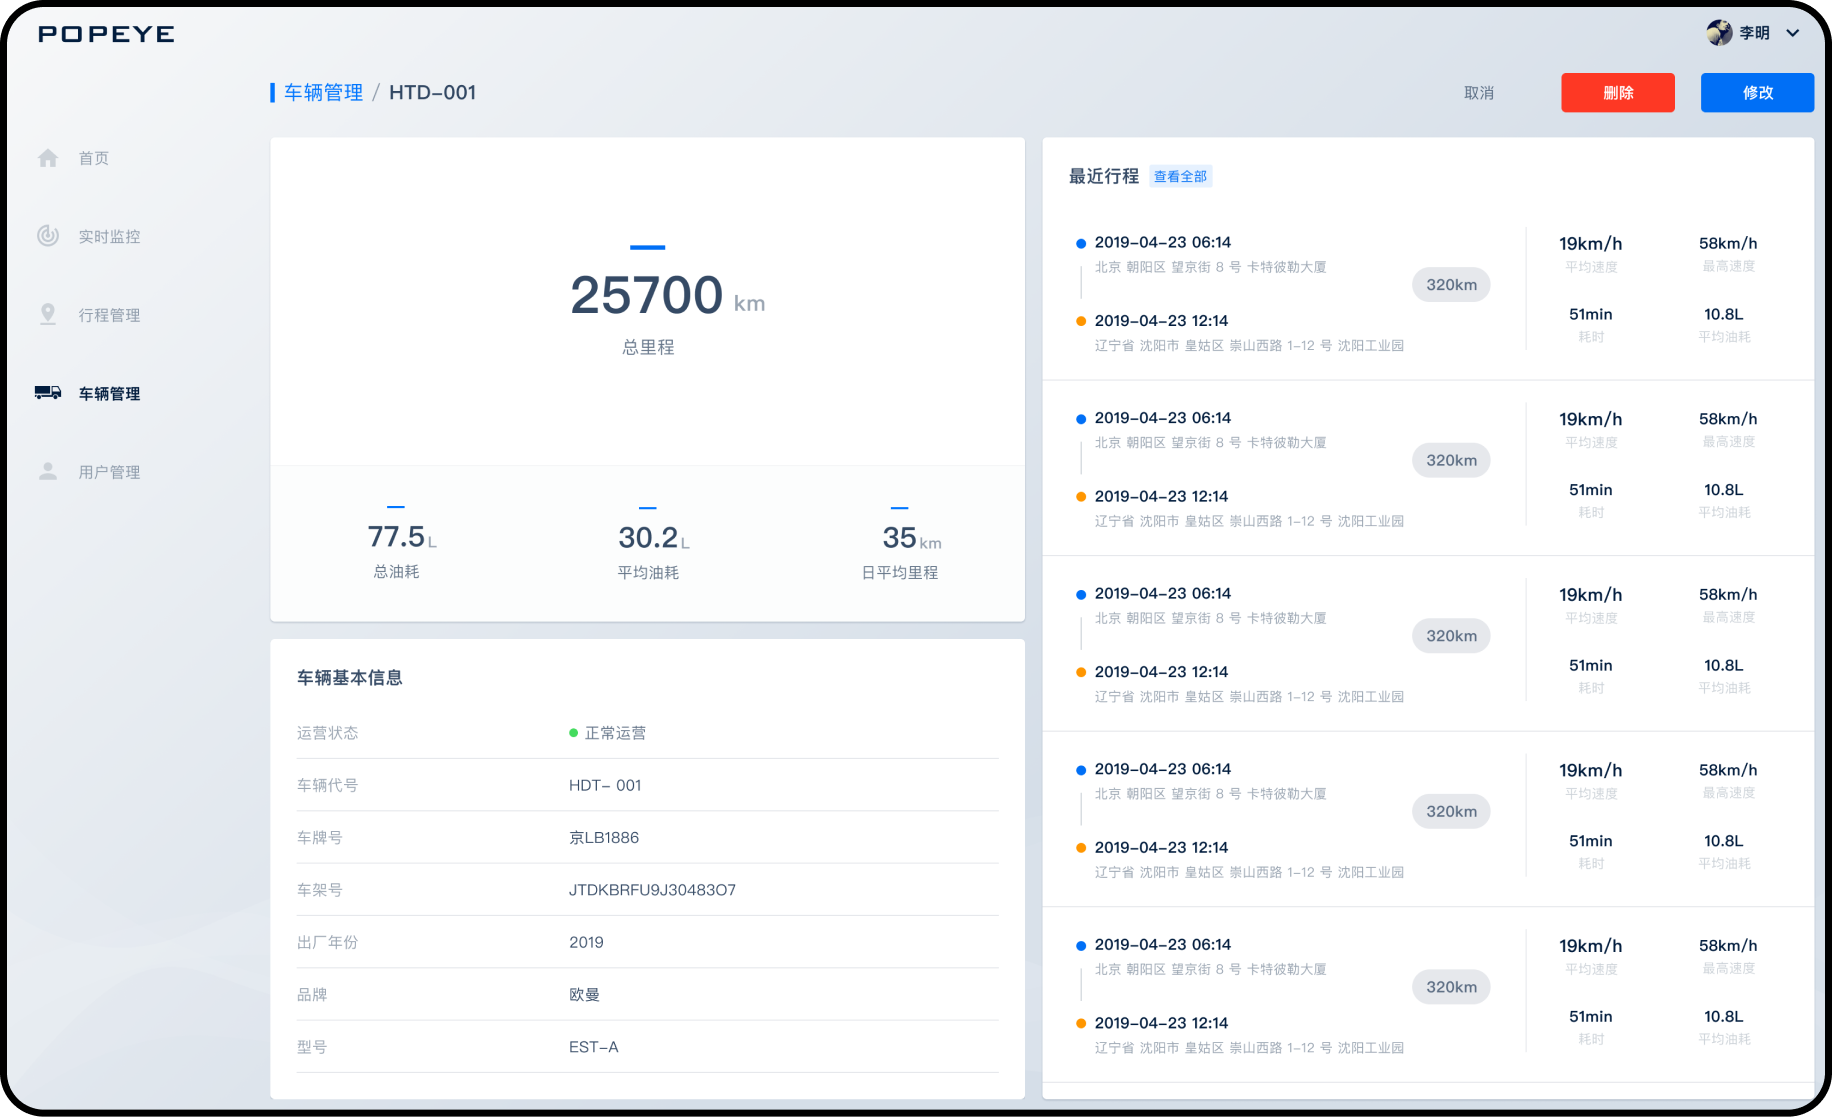 POPEYE
李明
车辆管理 / HTD-001
取消
删除
修改
首页
实时监控
行程管理
车辆管理
用户管理
25700 km
总里程
77.5 L
总油耗
30.2 L
平均油耗
35 km
日平均里程
车辆基本信息
运营状态 正常运营
车辆代号 HDT- 001
车牌号 京LB1886
车架号 JTDKBRFU9J3048307
出厂年份 2019
品牌 欧曼
型号 EST-A
最近行程 查看全部
2019-04-23 06:14
北京 朝阳区 望京街 8 号 卡特彼勒大厦
320km
2019-04-23 12:14
辽宁省 沈阳市 皇姑区 崇山西路 1-12 号 沈阳工业园
19km/h 58km/h
平均速度 最高速度
51min 10.8L
耗时 平均油耗
2019-04-23 06:14
北京 朝阳区 望京街 8 号 卡特彼勒大厦
320km
2019-04-23 12:14
辽宁省 沈阳市 皇姑区 崇山西路 1-12 号 沈阳工业园
19km/h 58km/h
平均速度 最高速度
51min 10.8L
耗时 平均油耗
2019-04-23 06:14
北京 朝阳区 望京街 8 号 卡特彼勒大厦
320km
2019-04-23 12:14
辽宁省 沈阳市 皇姑区 崇山西路 1-12 号 沈阳工业园
19km/h 58km/h
平均速度 最高速度
51min 10.8L
耗时 平均油耗
2019-04-23 06:14
北京 朝阳区 望京街 8 号 卡特彼勒大厦
320km
2019-04-23 12:14
辽宁省 沈阳市 皇姑区 崇山西路 1-12 号 沈阳工业园
19km/h 58km/h
平均速度 最高速度
51min 10.8L
耗时 平均油耗
2019-04-23 06:14
北京 朝阳区 望京街 8 号 卡特彼勒大厦
320km
2019-04-23 12:14
辽宁省 沈阳市 皇姑区 崇山西路 1-12 号 沈阳工业园
19km/h 58km/h
平均速度 最高速度
51min 10.8L
耗时 平均油耗